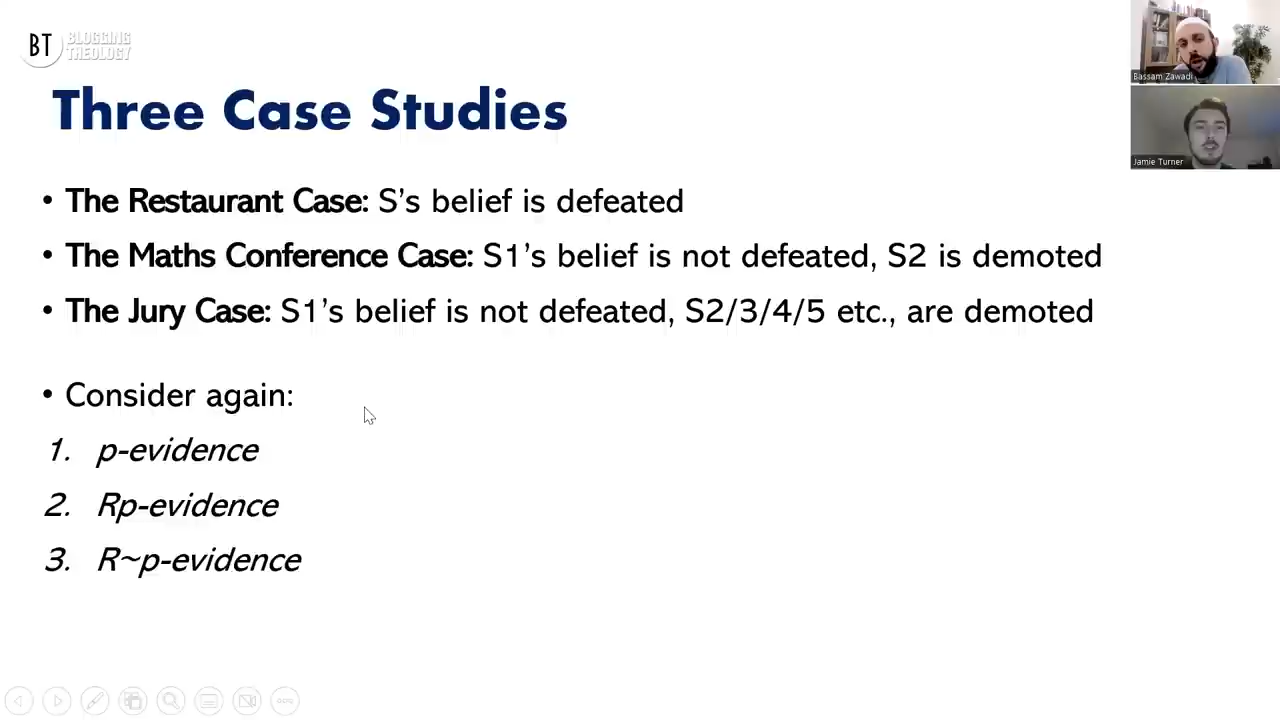 BT BLOGGING
THEOLOGY
Bassam Zawadi
Three Case Studies
Jamie Turner
• The Restaurant Case: S’s belief is defeated
• The Maths Conference Case: S1’s belief is not defeated, S2 is demoted
• The Jury Case: S1’s belief is not defeated, S2/3/4/5 etc., are demoted
• Consider again:
1. p-evidence
2. Rp-evidence
3. R~p-evidence